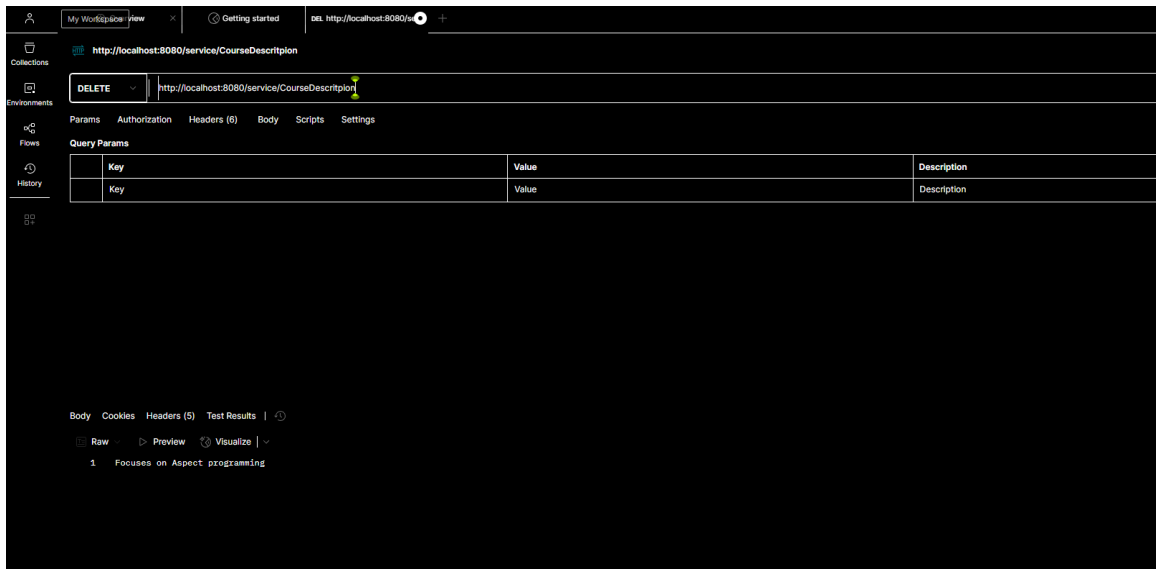 My Workspace view × Getting started DEL http://localhost:8080/se +
Collections
http://localhost:8080/service/CourseDescritpion
DELETE http://localhost:8080/service/CourseDescritpion
Environments
Params Authorization Headers (6) Body Scripts Settings
Flows
Query Params
Key Value Description
History
Key Value Description
Body Cookies Headers (5) Test Results
Raw Preview Visualize
1 Focuses on Aspect programming